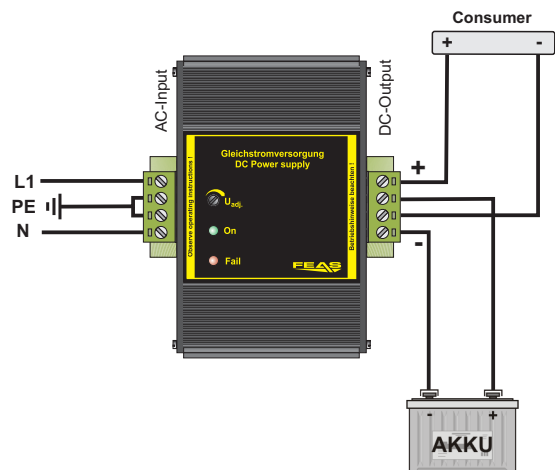 Consumer
+ -
AC-Input
DC-Output
Gleichstromversorgung
DC Power supply
Observe operating instructions !
Betriebshinweise beachten !
+
L1
PE
N
Uadj.
On
Fail
FEAS
-
- +
AKKU